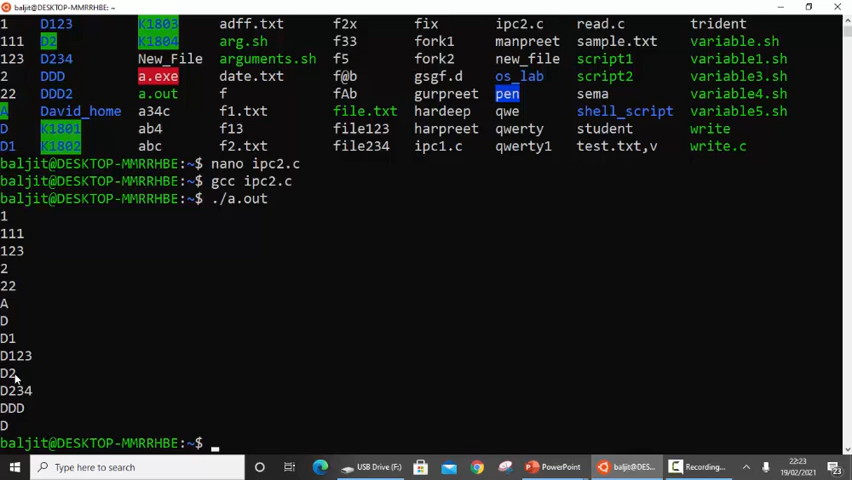 baljit@DESKTOP-MMRRHBE: ~
1 D123 K1803 adff.txt f2x fix ipc2.c read.c trident
111 D2 K1804 arg.sh f33 fork1 manpreet sample.txt variable.sh
123 D234 New_File arguments.sh f5 fork2 new_file script1 variable1.sh
2 DDD a.exe date.txt f@b gsgf.d os_lab script2 variable3.sh
22 DDD2 a.out f fAb gurpreet pen sema variable4.sh
A David_home a34c f1.txt file.txt hardeep qwe shell_script variable5.sh
D K1801 ab4 f13 file123 harpreet qwerty student write
D1 K1802 abc f2.txt file234 ipc1.c qwerty1 test.txt,v write.c
baljit@DESKTOP-MMRRHBE:~$ nano ipc2.c
baljit@DESKTOP-MMRRHBE:~$ gcc ipc2.c
baljit@DESKTOP-MMRRHBE:~$ ./a.out
1
111
123
2
22
A
D
D1
D123
D2
D234
DDD
D
baljit@DESKTOP-MMRRHBE:~$
Type here to search USB Drive (F:) PowerPoint baljit@DES... Recording... 22:23
19/02/2021 23